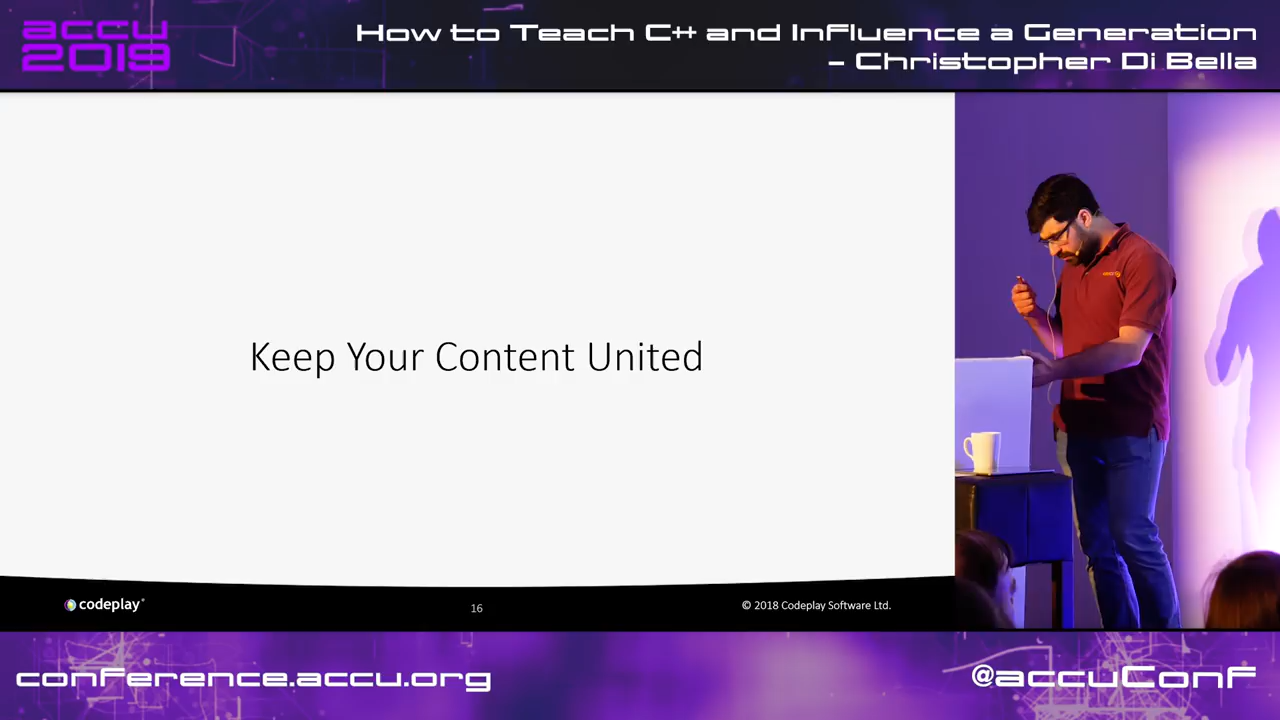 accu
2019
How to Teach C++ and Influence a Generation
– Christopher Di Bella
Keep Your Content United
codeplay®
16
© 2018 Codeplay Software Ltd.
conference.accu.org
@accuConf